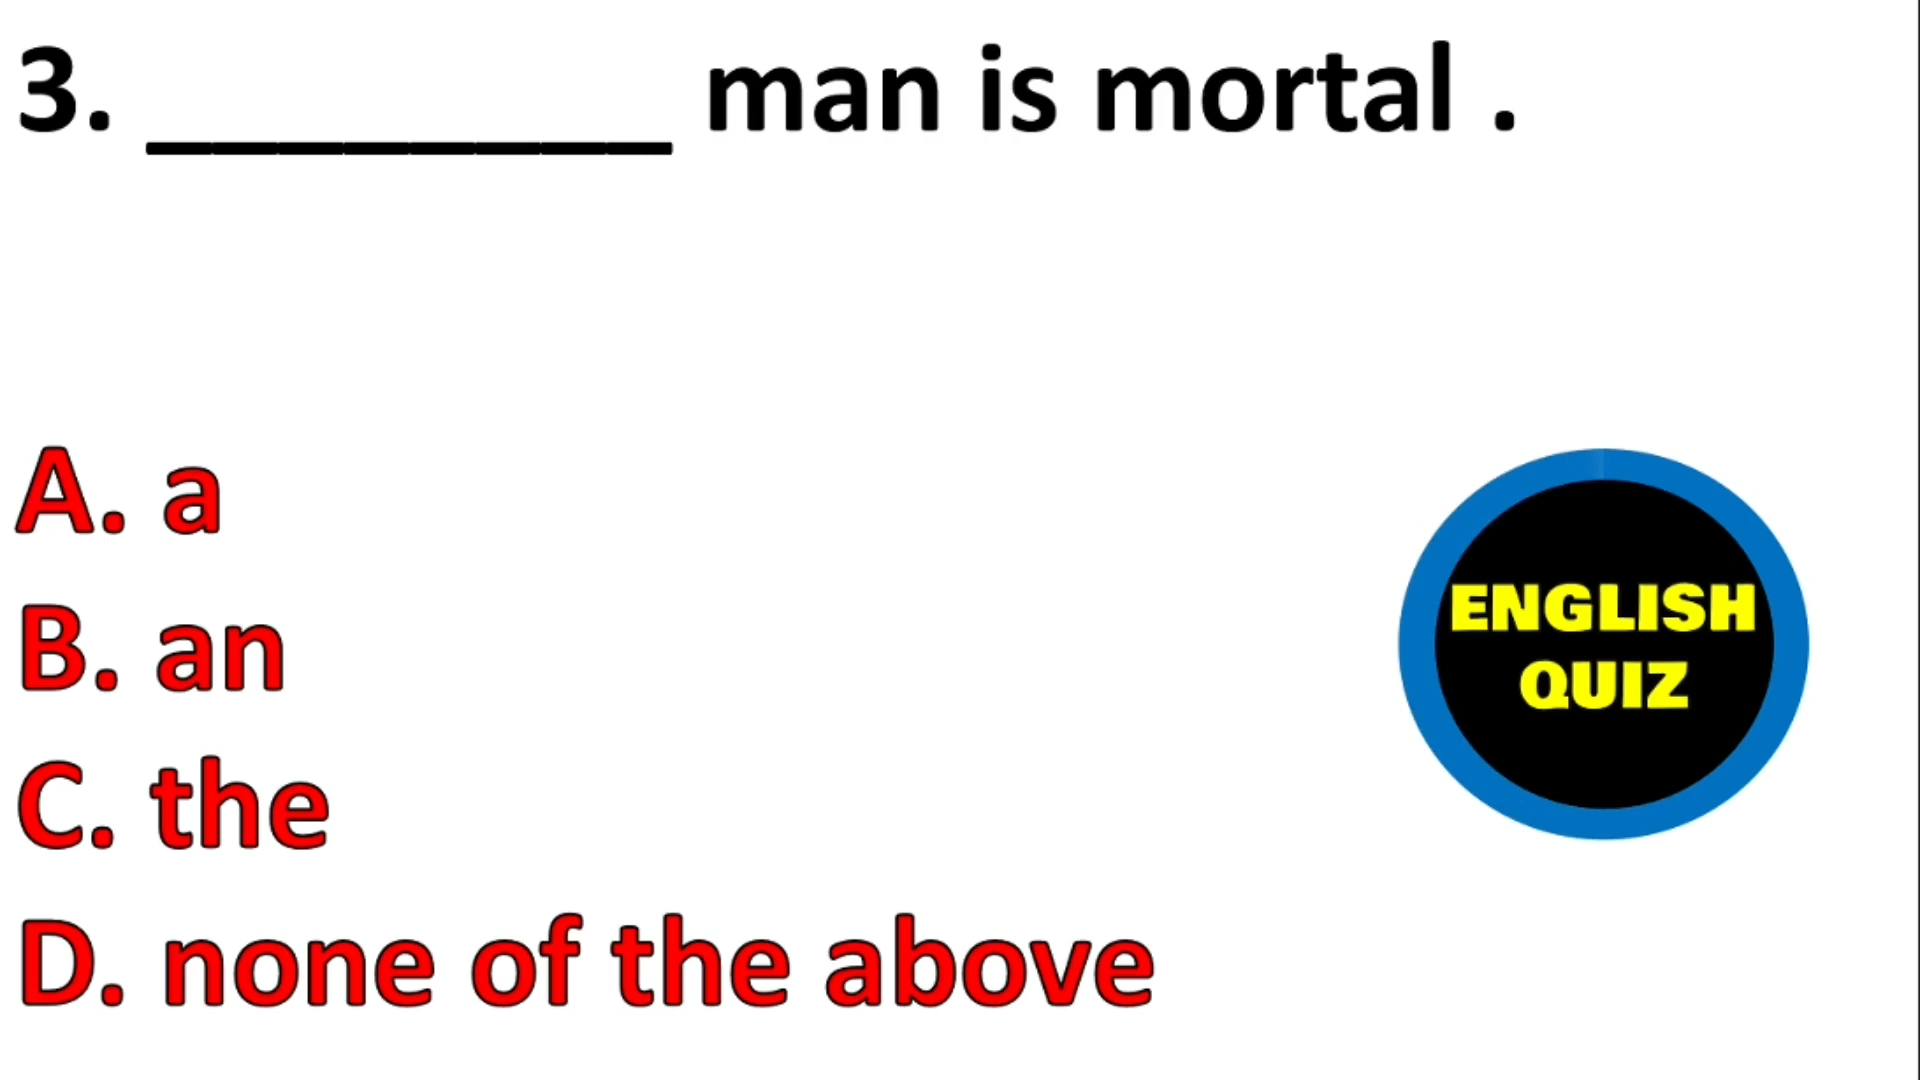 3. ________ man is mortal .
A. a
B. an
C. the
D. none of the above
ENGLISH
QUIZ